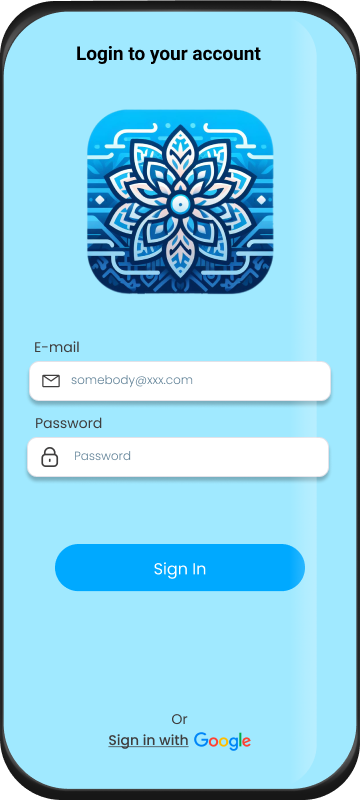 Login to your account
E-mail
somebody@xxx.com
Password
Password
Sign In
Or
Sign in with Google